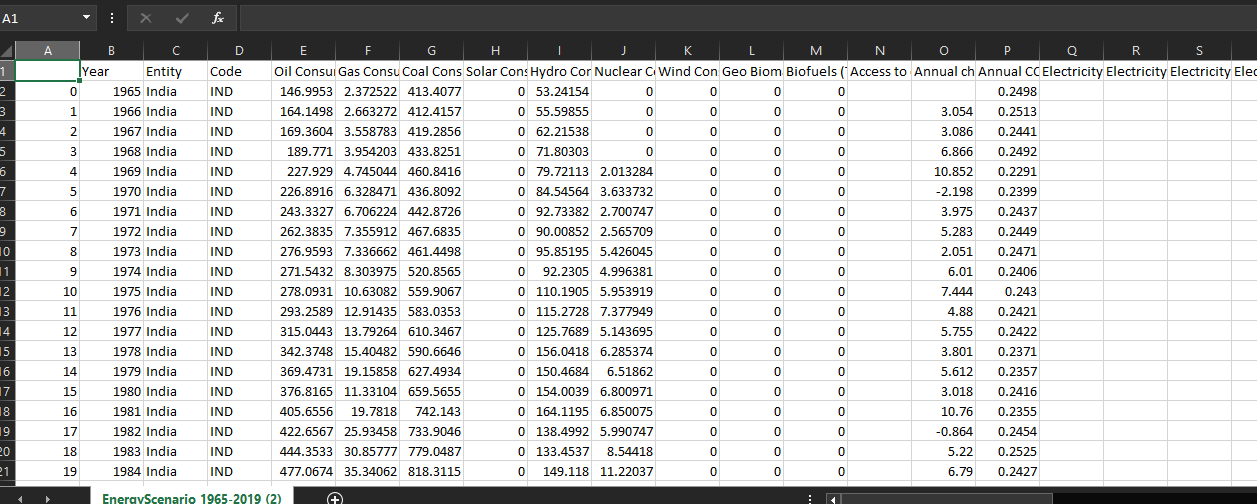 A1 fx
A B C D E F G H I J K L M N O P Q R S
1 Year Entity Code Oil Consu Gas Consu Coal Cons Solar Cons Hydro Con Nuclear C Wind Con Geo Biom Biofuels ( Access to Annual ch Annual CO Electricity Electricity Electricity Elec
2 0 1965 India IND 146.9953 2.372522 413.4077 0 53.24154 0 0 0 0 0.2498
3 1 1966 India IND 164.1498 2.663272 412.4157 0 55.59855 0 0 0 0 3.054 0.2513
4 2 1967 India IND 169.3604 3.558783 419.2856 0 62.21538 0 0 0 0 3.086 0.2441
5 3 1968 India IND 189.771 3.954203 433.8251 0 71.80303 0 0 0 0 6.866 0.2492
6 4 1969 India IND 227.929 4.745044 460.8416 0 79.72113 2.013284 0 0 0 10.852 0.2291
7 5 1970 India IND 226.8916 6.328471 436.8092 0 84.54564 3.633732 0 0 0 -2.198 0.2399
8 6 1971 India IND 243.3327 6.706224 442.8726 0 92.73382 2.700747 0 0 0 3.975 0.2437
9 7 1972 India IND 262.3835 7.355912 467.6835 0 90.00852 2.565709 0 0 0 5.283 0.2449
10 8 1973 India IND 276.9593 7.336662 461.4498 0 95.85195 5.426045 0 0 0 2.051 0.2471
11 9 1974 India IND 271.5432 8.303975 520.8565 0 92.2305 4.996381 0 0 0 6.01 0.2406
12 10 1975 India IND 278.0931 10.63082 559.9067 0 110.1905 5.953919 0 0 0 7.444 0.243
13 11 1976 India IND 293.2589 12.91435 583.0353 0 115.2728 7.377949 0 0 0 4.88 0.2421
14 12 1977 India IND 315.0443 13.79264 610.3467 0 125.7689 5.143695 0 0 0 5.755 0.2422
15 13 1978 India IND 342.3748 15.40482 590.6646 0 156.0418 6.285374 0 0 0 3.801 0.2371
16 14 1979 India IND 369.4731 19.15858 627.4934 0 150.4684 6.51862 0 0 0 5.612 0.2357
17 15 1980 India IND 376.8165 11.33104 659.5655 0 154.0039 6.800971 0 0 0 3.018 0.2416
18 16 1981 India IND 405.6556 19.7818 742.143 0 164.1195 6.850075 0 0 0 10.76 0.2355
19 17 1982 India IND 422.6567 25.93458 733.9046 0 138.4992 5.990747 0 0 0 -0.864 0.2454
20 18 1983 India IND 444.3533 30.85777 779.0487 0 133.4537 8.54418 0 0 0 5.22 0.2525
21 19 1984 India IND 477.0674 35.34062 818.3115 0 149.118 11.22037 0 0 0 6.79 0.2427
EnergyScenario 1965-2019 (2)